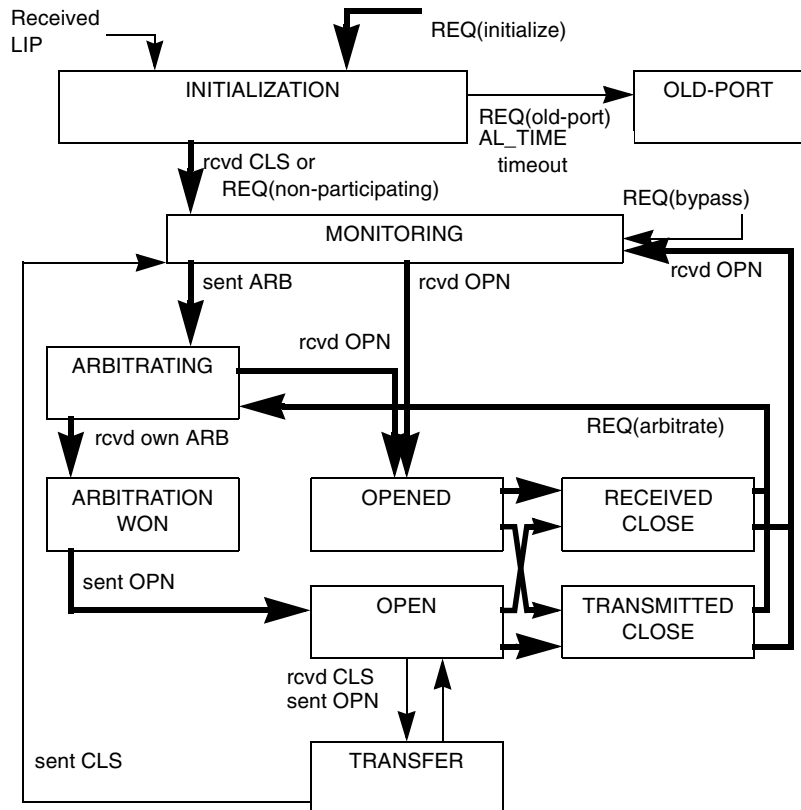 Received
LIP
REQ(initialize)
INITIALIZATION
OLD-PORT
REQ(old-port)
AL_TIME
timeout
rcvd CLS or
REQ(non-participating)
REQ(bypass)
MONITORING
sent ARB
rcvd OPN
rcvd OPN
rcvd OPN
ARBITRATING
REQ(arbitrate)
rcvd own ARB
ARBITRATION
WON
OPENED
RECEIVED
CLOSE
sent OPN
OPEN
TRANSMITTED
CLOSE
rcvd CLS
sent OPN
sent CLS
TRANSFER